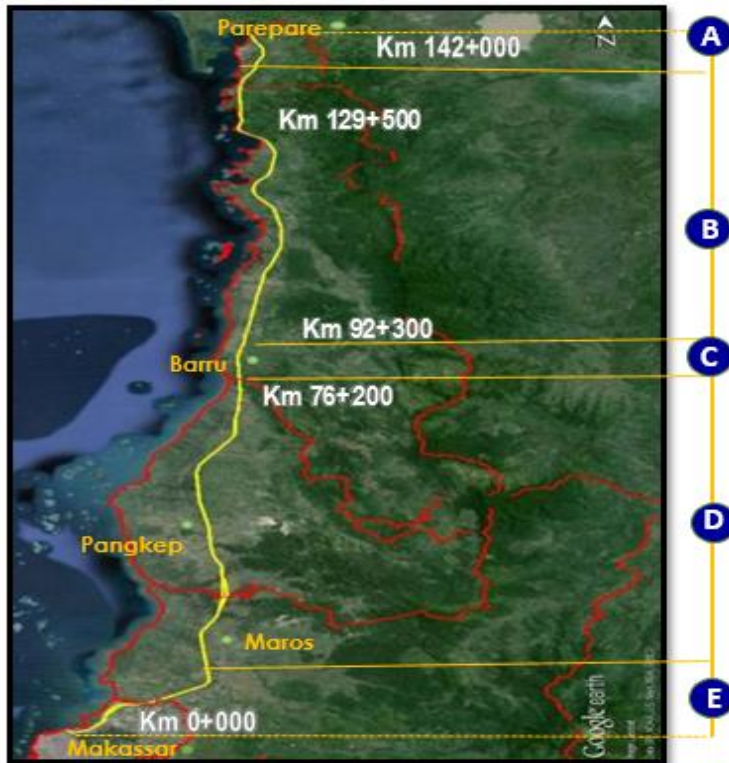 Parepare
A
Z
Km 142+000
Km 129+500
B
Km 92+300
Barru
C
Km 76+200
D
Pangkep
Maros
E
Km 0+000
Makassar
Google earth